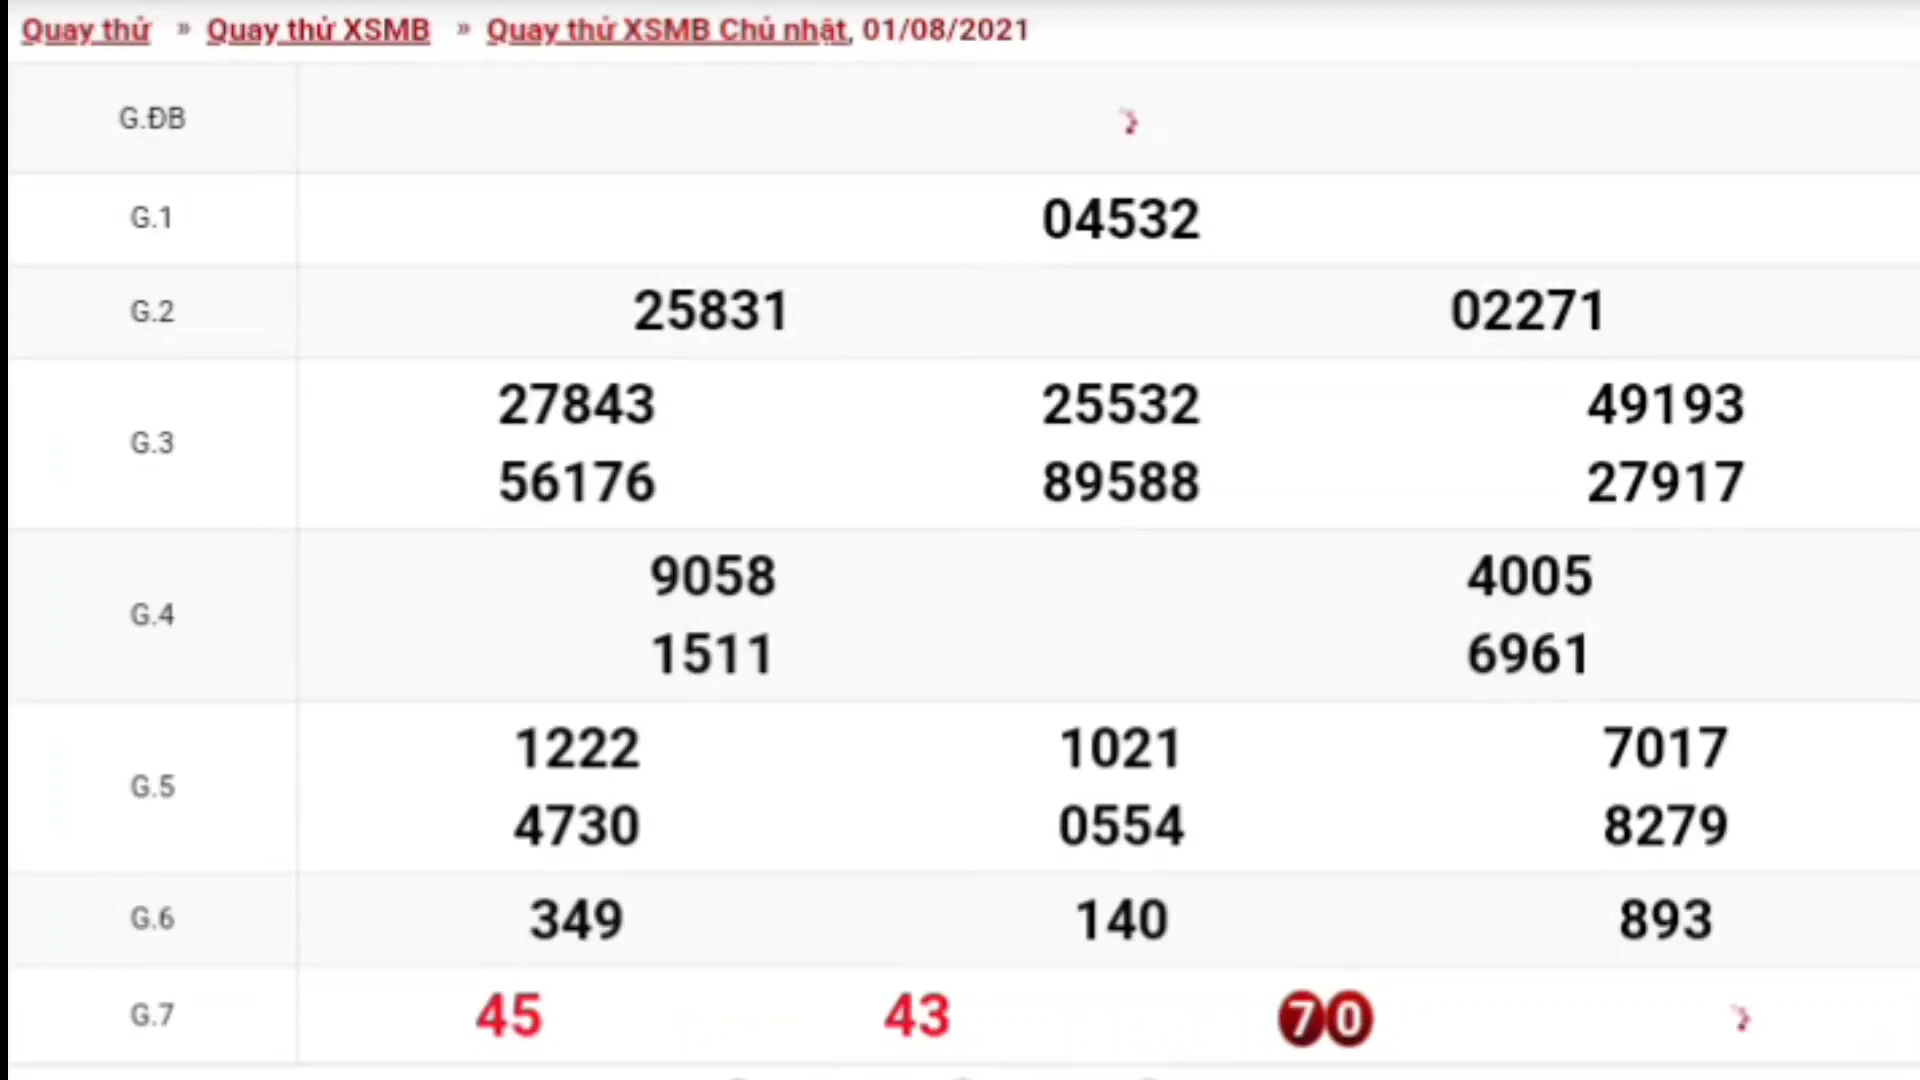 Quay thử » Quay thử XSMB » Quay thử XSMB Chủ nhật, 01/08/2021
G.ĐB
G.1 04532
G.2 25831 02271
G.3 27843 25532 49193
56176 89588 27917
G.4 9058 4005
1511 6961
G.5 1222 1021 7017
4730 0554 8279
G.6 349 140 893
G.7 45 43 70